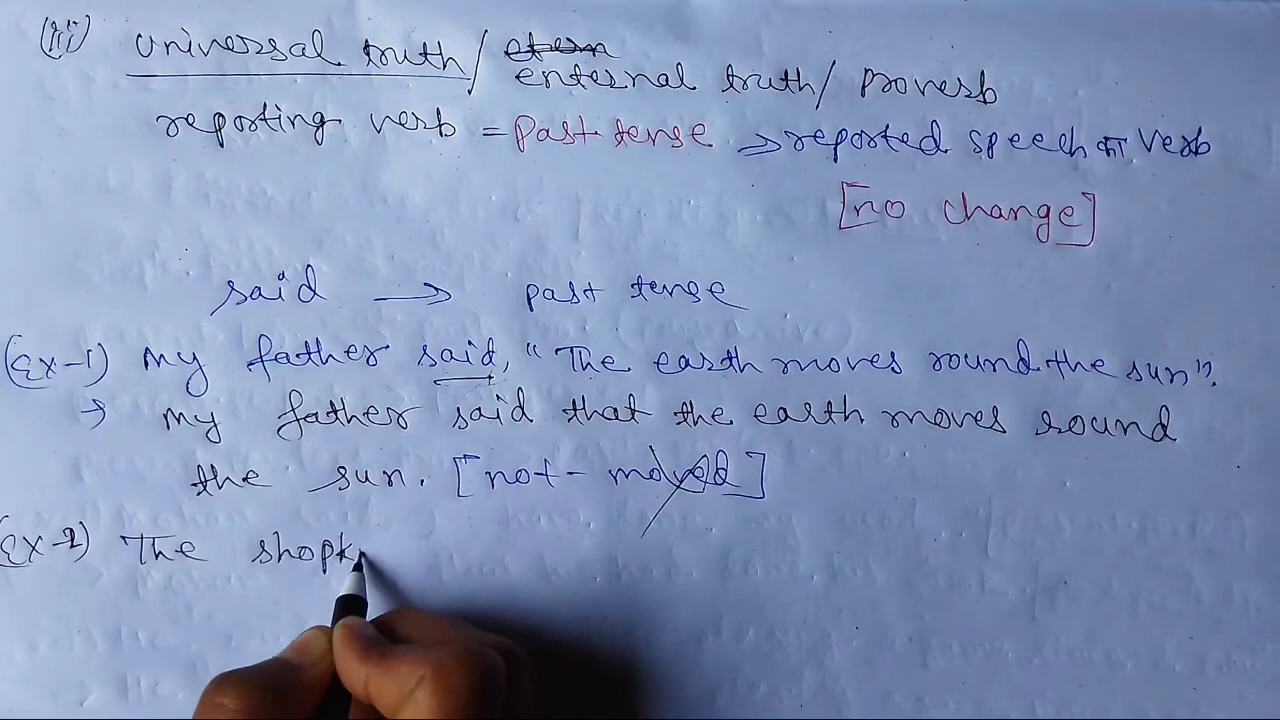 (iii) universal truth/ etern
enternal truth/ proverb
reporting verb = Past tense => reported speech का verb
[no change]
said → past tense
(Ex-1) My father said, "The earth moves round the sun".
→ My father said that the earth moves round
the sun. [not - moved]
(Ex-2) The shopk